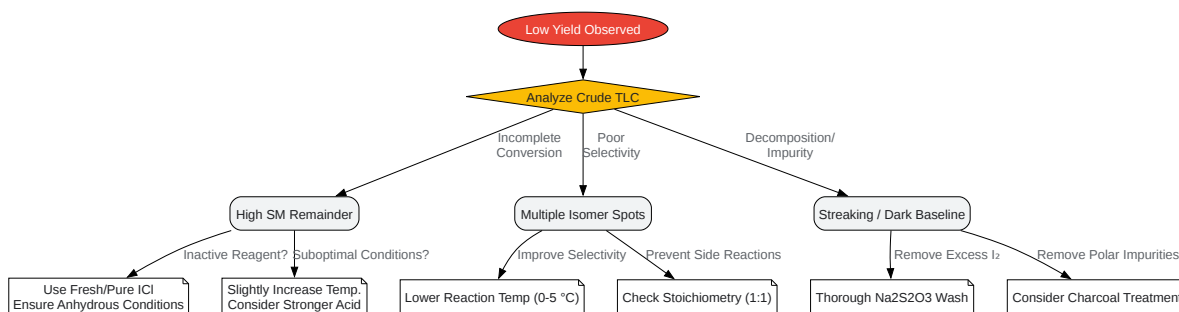 Low Yield Observed
Analyze Crude TLC
Incomplete
Conversion
Poor
Selectivity
Decomposition/
Impurity
High SM Remainder
Multiple Isomer Spots
Streaking / Dark Baseline
Inactive Reagent?
Suboptimal Conditions?
Improve Selectivity
Prevent Side Reactions
Remove Excess I₂
Remove Polar Impurities
Use Fresh/Pure ICl
Ensure Anhydrous Conditions
Slightly Increase Temp.
Consider Stronger Acid
Lower Reaction Temp (0-5 °C)
Check Stoichiometry (1:1)
Thorough Na2S2O3 Wash
Consider Charcoal Treatment